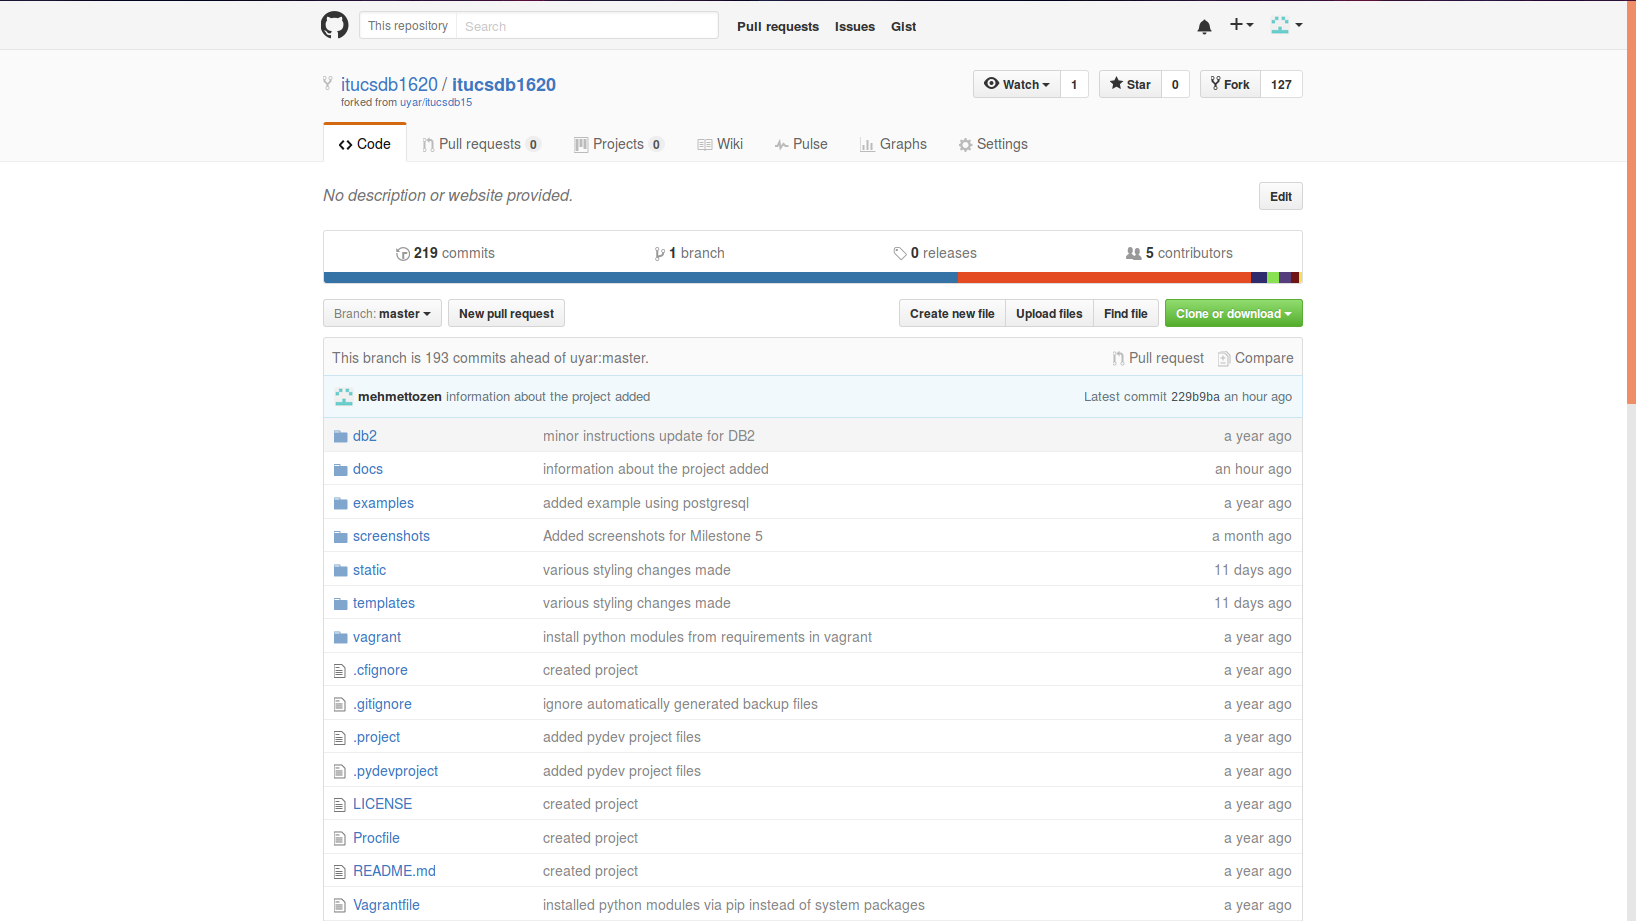 This repository Search Pull requests Issues Gist
itucsdb1620 / itucsdb1620 Watch 1 Star 0 Fork 127
forked from uyar/itucsdb15
Code Pull requests 0 Projects 0 Wiki Pulse Graphs Settings
No description or website provided. Edit
219 commits 1 branch 0 releases 5 contributors
Branch: master New pull request Create new file Upload files Find file Clone or download
This branch is 193 commits ahead of uyar:master. Pull request Compare
mehmettozen information about the project added Latest commit 229b9ba an hour ago
db2 minor instructions update for DB2 a year ago
docs information about the project added an hour ago
examples added example using postgresql a year ago
screenshots Added screenshots for Milestone 5 a month ago
static various styling changes made 11 days ago
templates various styling changes made 11 days ago
vagrant install python modules from requirements in vagrant a year ago
.cfignore created project a year ago
.gitignore ignore automatically generated backup files a year ago
.project added pydev project files a year ago
.pydevproject added pydev project files a year ago
LICENSE created project a year ago
Procfile created project a year ago
README.md created project a year ago
Vagrantfile installed python modules via pip instead of system packages a year ago